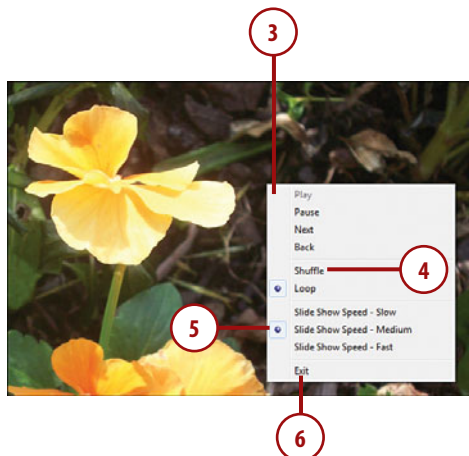 3
Play
Pause
Next
Back
Shuffle
4
Loop
Slide Show Speed - Slow
5
Slide Show Speed - Medium
Slide Show Speed - Fast
Exit
6